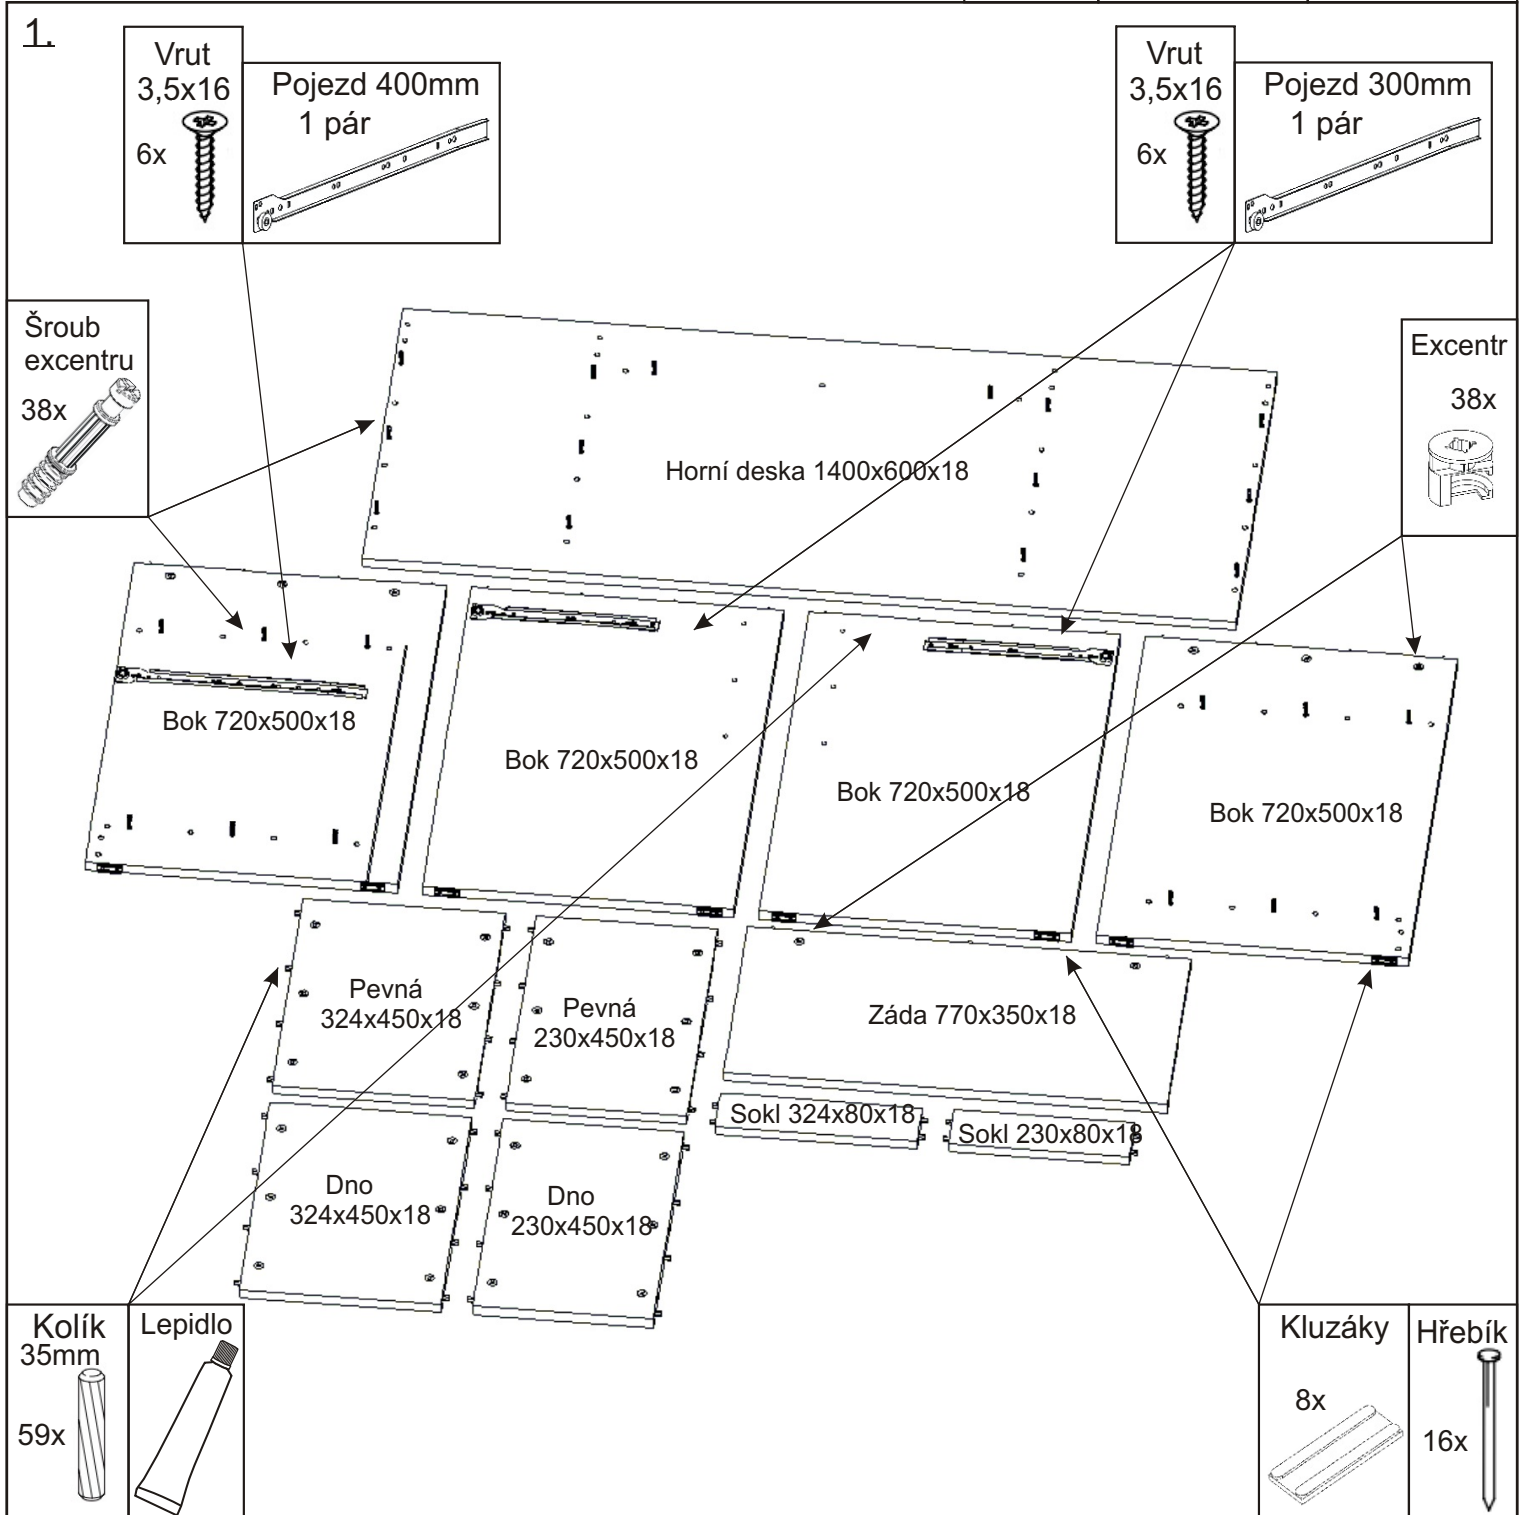 1.
Vrut
3,5x16
6x
Pojezd 400mm
1 pár
Vrut
3,5x16
6x
Pojezd 300mm
1 pár
Šroub
excentru
38x
Excentr
38x
Horní deska 1400x600x18
Bok 720x500x18
Bok 720x500x18
Bok 720x500x18
Bok 720x500x18
Pevná
324x450x18
Pevná
230x450x18
Záda 770x350x18
Sokl 324x80x18
Sokl 230x80x18
Dno
324x450x18
Dno
230x450x18
Kolík
35mm
59x
Lepidlo
Kluzáky
8x
Hřebík
16x